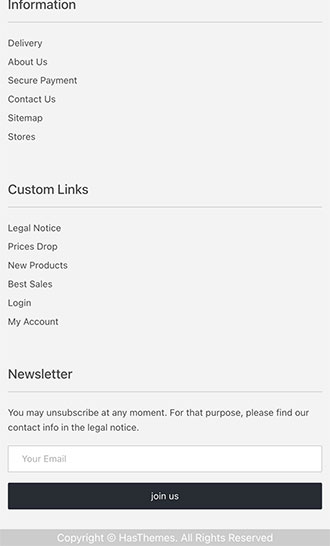 Information
Delivery
About Us
Secure Payment
Contact Us
Sitemap
Stores
Custom Links
Legal Notice
Prices Drop
New Products
Best Sales
Login
My Account
Newsletter
You may unsubscribe at any moment. For that purpose, please find our
contact info in the legal notice.
Your Email
join us
Copyright © HasThemes. All Rights Reserved